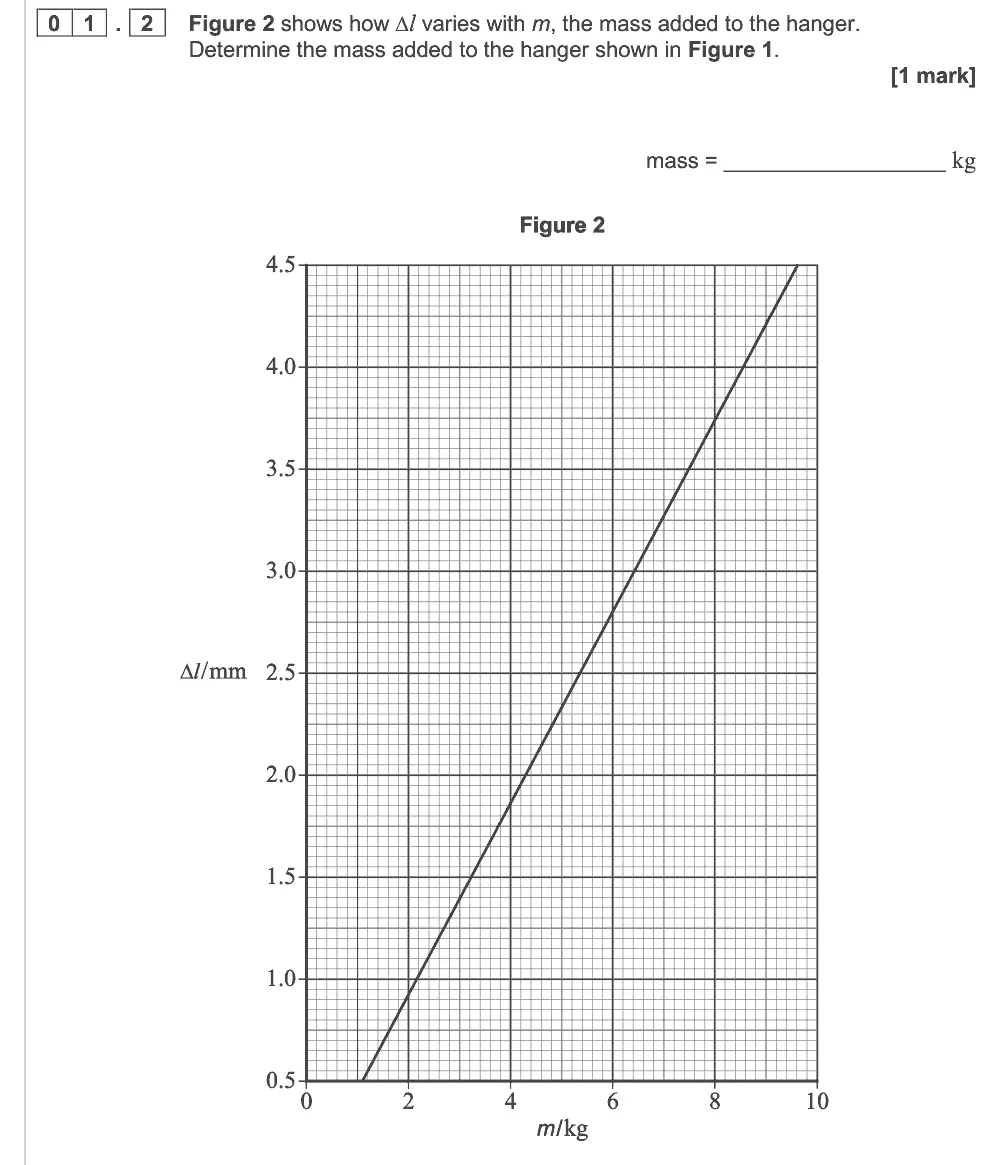 0 1 . 2 Figure 2 shows how Δl varies with m, the mass added to the hanger.
Determine the mass added to the hanger shown in Figure 1.
[1 mark]
mass = ____________________ kg
Figure 2
4.5
4.0
3.5
3.0
Δl/mm 2.5
2.0
1.5
1.0
0.5
0 2 4 6 8 10
m/kg